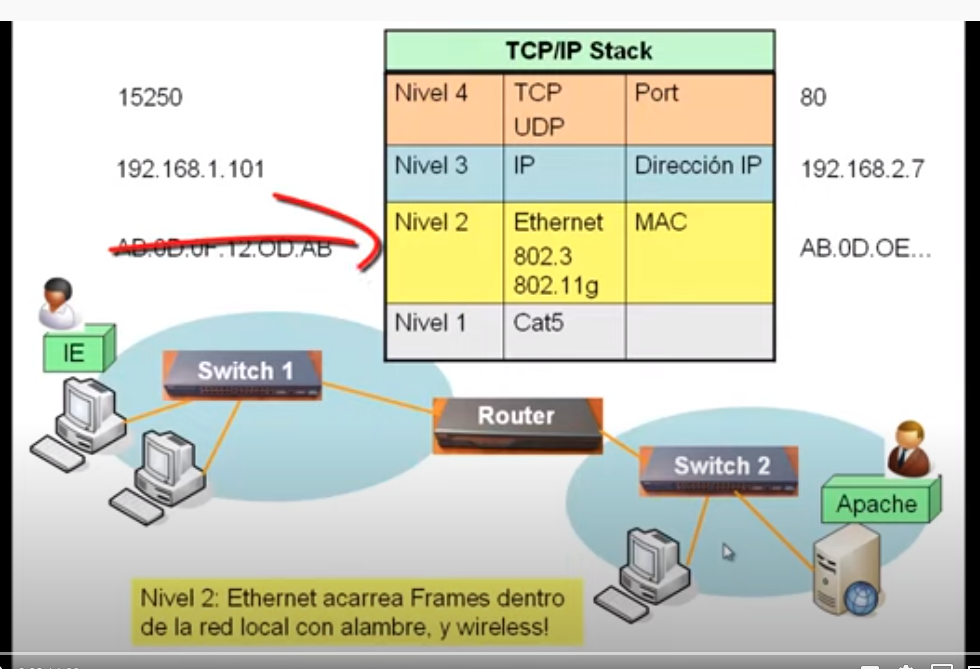 TCP/IP Stack
15250
Nivel 4
TCP
UDP
Port
80
192.168.1.101
Nivel 3
IP
Dirección IP
192.168.2.7
AB.0D.0F.12.OD.AB
Nivel 2
Ethernet
802.3
802.11g
MAC
AB.0D.OE...
Nivel 1
Cat5
IE
Switch 1
Router
Switch 2
Apache
Nivel 2: Ethernet acarrea Frames dentro
de la red local con alambre, y wireless!